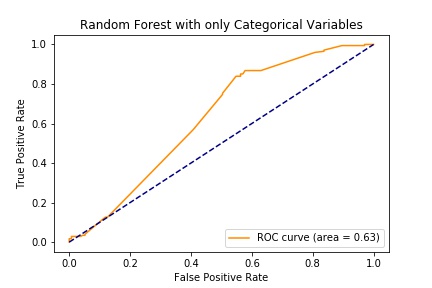 Random Forest with only Categorical Variables
1.0
0.8
0.6
0.4
0.2
0.0
True Positive Rate
ROC curve (area = 0.63)
0.0 0.2 0.4 0.6 0.8 1.0
False Positive Rate